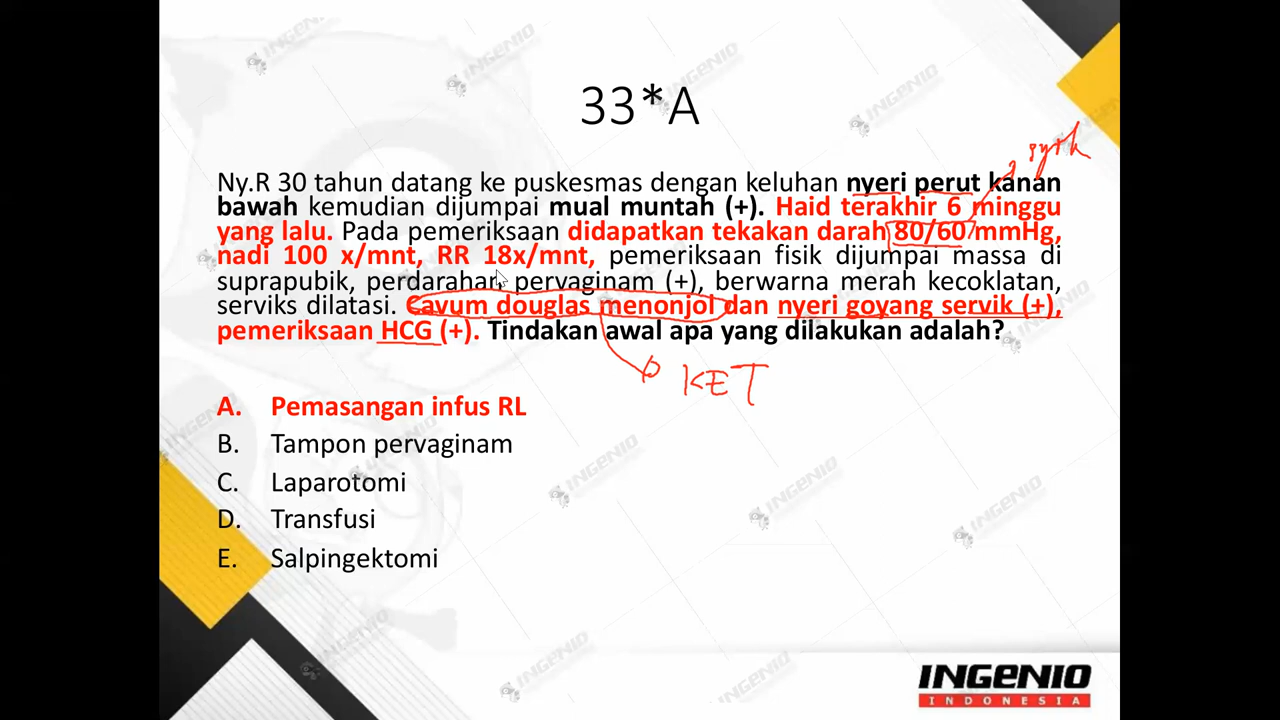 33*A
syok
Ny.R 30 tahun datang ke puskesmas dengan keluhan nyeri perut kanan
bawah kemudian dijumpai mual muntah (+). Haid terakhir 6 minggu
yang lalu. Pada pemeriksaan didapatkan tekakan darah 80/60 mmHg,
nadi 100 x/mnt, RR 18x/mnt, pemeriksaan fisik dijumpai massa di
suprapubik, perdarahan pervaginam (+), berwarna merah kecoklatan,
serviks dilatasi. Cavum douglas menonjol dan nyeri goyang servik (+),
pemeriksaan HCG (+). Tindakan awal apa yang dilakukan adalah?
KET
A. Pemasangan infus RL
B. Tampon pervaginam
C. Laparotomi
D. Transfusi
E. Salpingektomi
INGENIO
INDONESIA